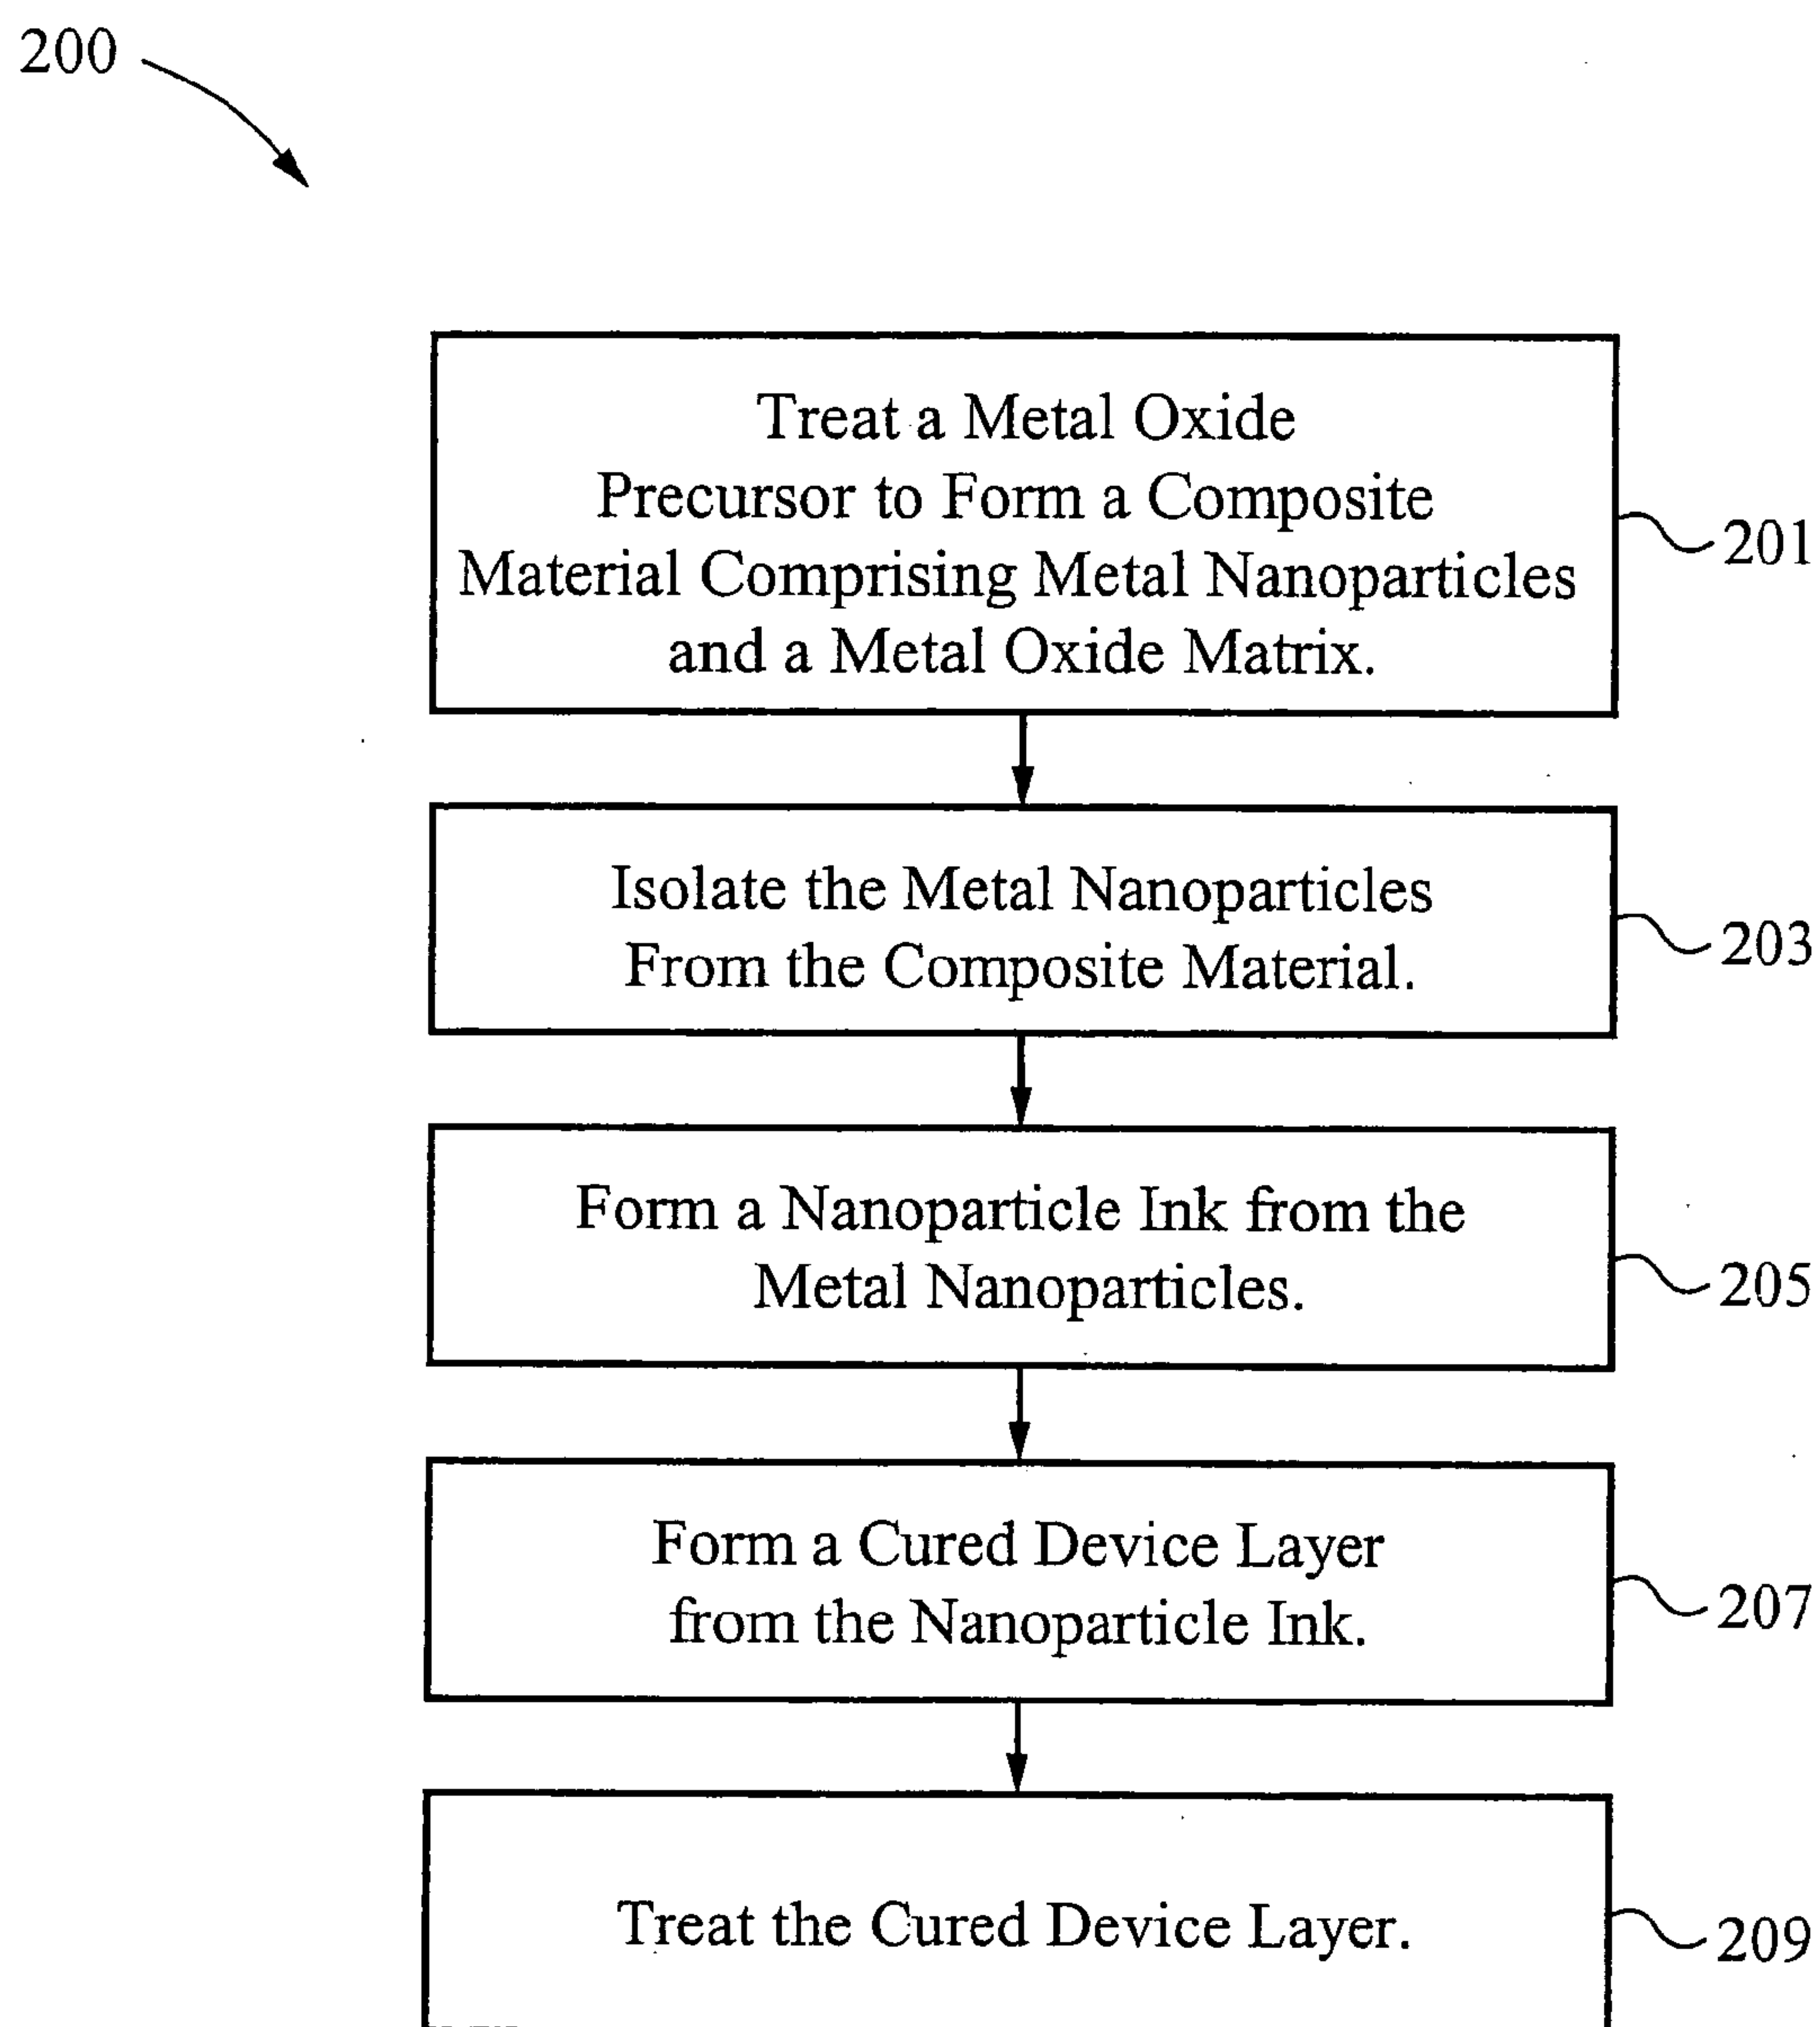 200
Treat a Metal Oxide
Precursor to Form a Composite
Material Comprising Metal Nanoparticles
and a Metal Oxide Matrix.
201
Isolate the Metal Nanoparticles
From the Composite Material.
203
Form a Nanoparticle Ink from the
Metal Nanoparticles.
205
Form a Cured Device Layer
from the Nanoparticle Ink.
207
Treat the Cured Device Layer.
209